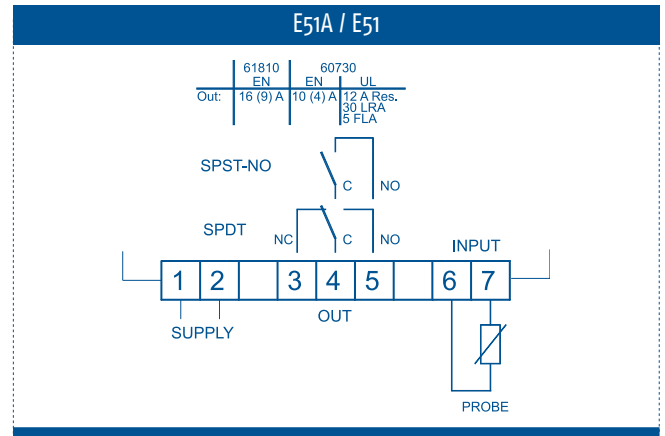 E51A / E51
61810 60730
EN EN UL
Out: 16 (9) A 10 (4) A 12 A Res.
30 LRA
5 FLA
SPST-NO
C NO
SPDT
NC C NO
INPUT
1 2 3 4 5 6 7
OUT
SUPPLY
PROBE